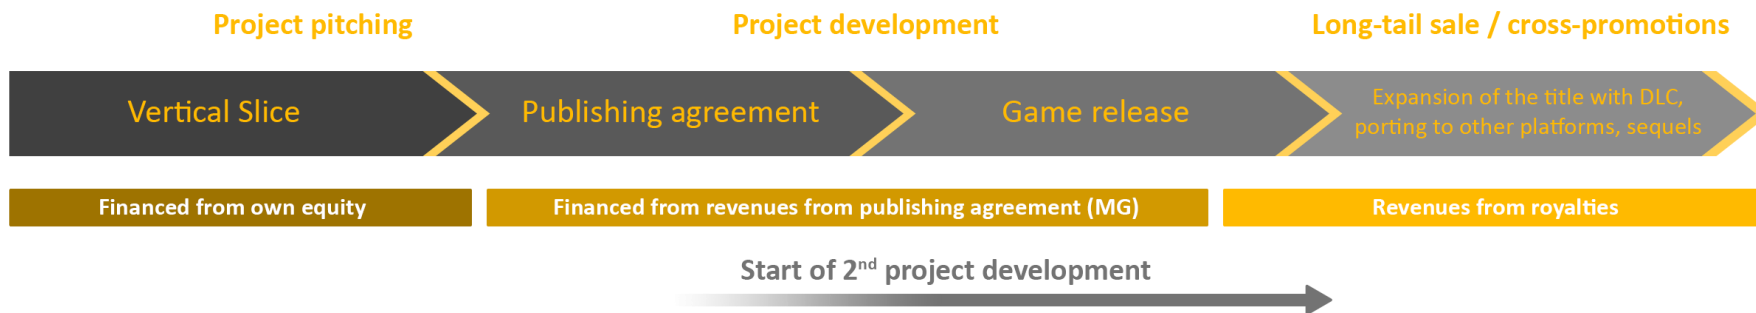 Project pitching
Project development
Long-tail sale / cross-promotions
Vertical Slice
Publishing agreement
Game release
Expansion of the title with DLC,
porting to other platforms, sequels
Financed from own equity
Financed from revenues from publishing agreement (MG)
Revenues from royalties
Start of 2nd project development